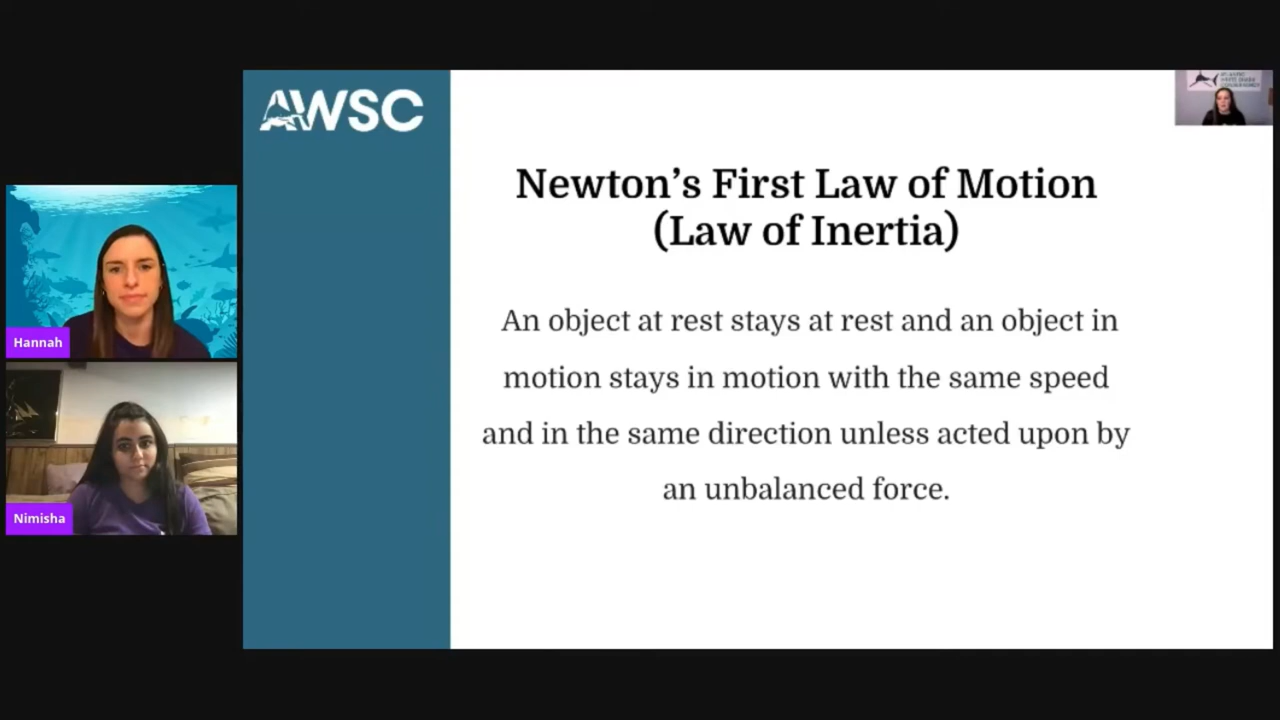 AWSC
Newton’s First Law of Motion
(Law of Inertia)
An object at rest stays at rest and an object in
motion stays in motion with the same speed
and in the same direction unless acted upon by
an unbalanced force.
Hannah
Nimisha